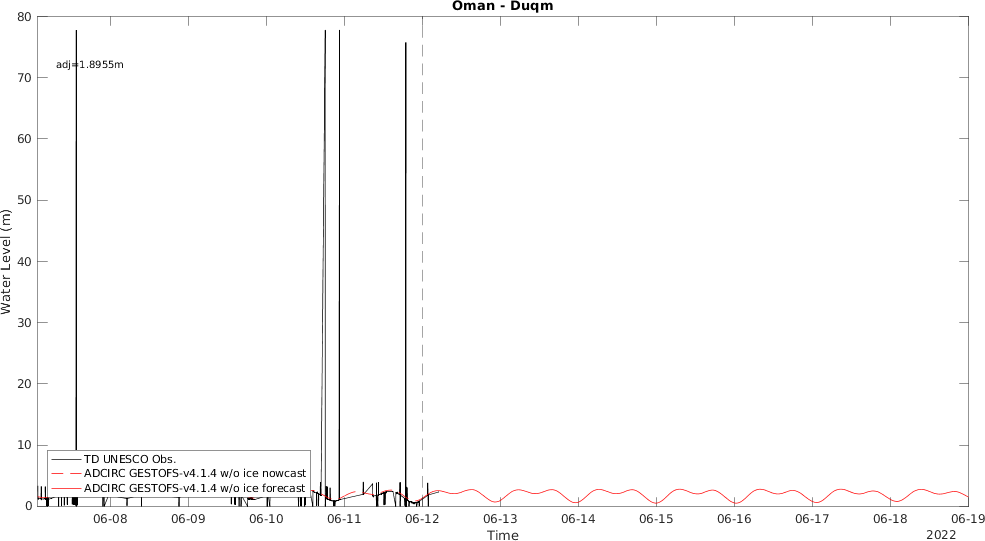 Oman - Duqm
80
70
60
50
40
30
20
10
0
Water Level (m)
adj=1.8955m
TD UNESCO Obs.
ADCIRC GESTOFS-v4.1.4 w/o ice nowcast
ADCIRC GESTOFS-v4.1.4 w/o ice forecast
06-08 06-09 06-10 06-11 06-12 06-13 06-14 06-15 06-16 06-17 06-18 06-19
Time
2022